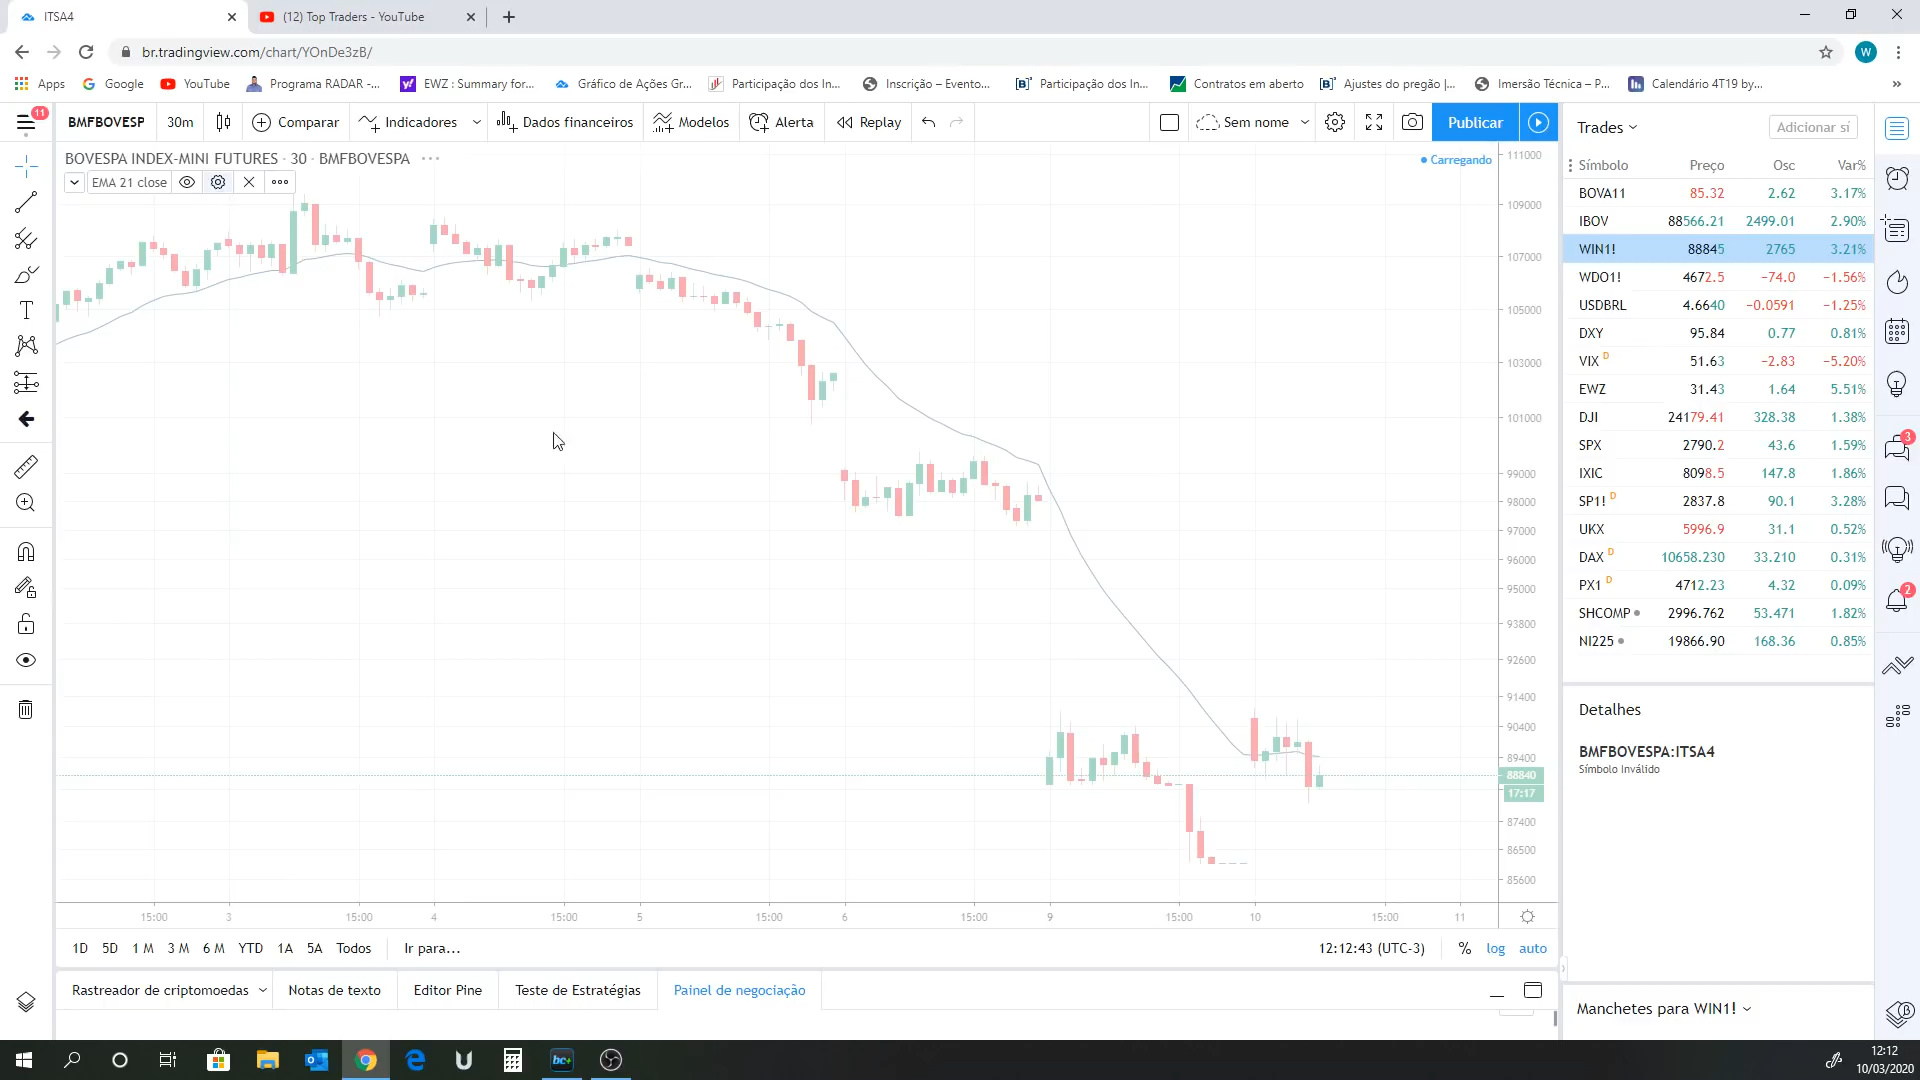 ITSA4
(12) Top Traders - YouTube
br.tradingview.com/chart/YOnDe3zB/
W
Apps
Google
YouTube
Programa RADAR -...
EWZ : Summary for...
Gráfico de Ações Gr...
Participação dos In...
Inscrição – Evento...
Participação dos In...
Contratos em aberto
Ajustes do pregão |...
Imersão Técnica – P...
Calendário 4T19 by...
11
BMFBOVESP
30m
Comparar
Indicadores
Dados financeiros
Modelos
Alerta
Replay
Sem nome
Publicar
BOVESPA INDEX-MINI FUTURES · 30 · BMFBOVESPA
Carregando
EMA 21 close
111000
109000
107000
105000
103000
101000
99000
98000
97000
96000
95000
93800
92600
91400
90400
89400
88840
17:17
87400
86500
85600
15:00 3 15:00 4 15:00 5 15:00 6 15:00 9 15:00 10 15:00 11
1D 5D 1 M 3 M 6 M YTD 1A 5A Todos Ir para...
12:12:43 (UTC-3) % log auto
Rastreador de criptomoedas
Notas de texto
Editor Pine
Teste de Estratégias
Painel de negociação
Trades
Adicionar sí
Símbolo Preço Osc Var%
BOVA11 85.32 2.62 3.17%
IBOV 88566.21 2499.01 2.90%
WIN1! 88845 2765 3.21%
WDO1! 4672.5 −74.0 −1.56%
USDBRL 4.6640 −0.0591 −1.25%
DXY 95.84 0.77 0.81%
VIX D 51.63 −2.83 −5.20%
EWZ 31.43 1.64 5.51%
DJI 24179.41 328.38 1.38%
SPX 2790.2 43.6 1.59%
IXIC 8098.5 147.8 1.86%
SP1! D 2837.8 90.1 3.28%
UKX 5996.9 31.1 0.52%
DAX D 10658.230 33.210 0.31%
PX1 D 4712.23 4.32 0.09%
SHCOMP 2996.762 53.471 1.82%
NI225 19866.90 168.36 0.85%
3
2
Detalhes
BMFBOVESPA:ITSA4
Símbolo Inválido
Manchetes para WIN1!
bc+
12:12
10/03/2020